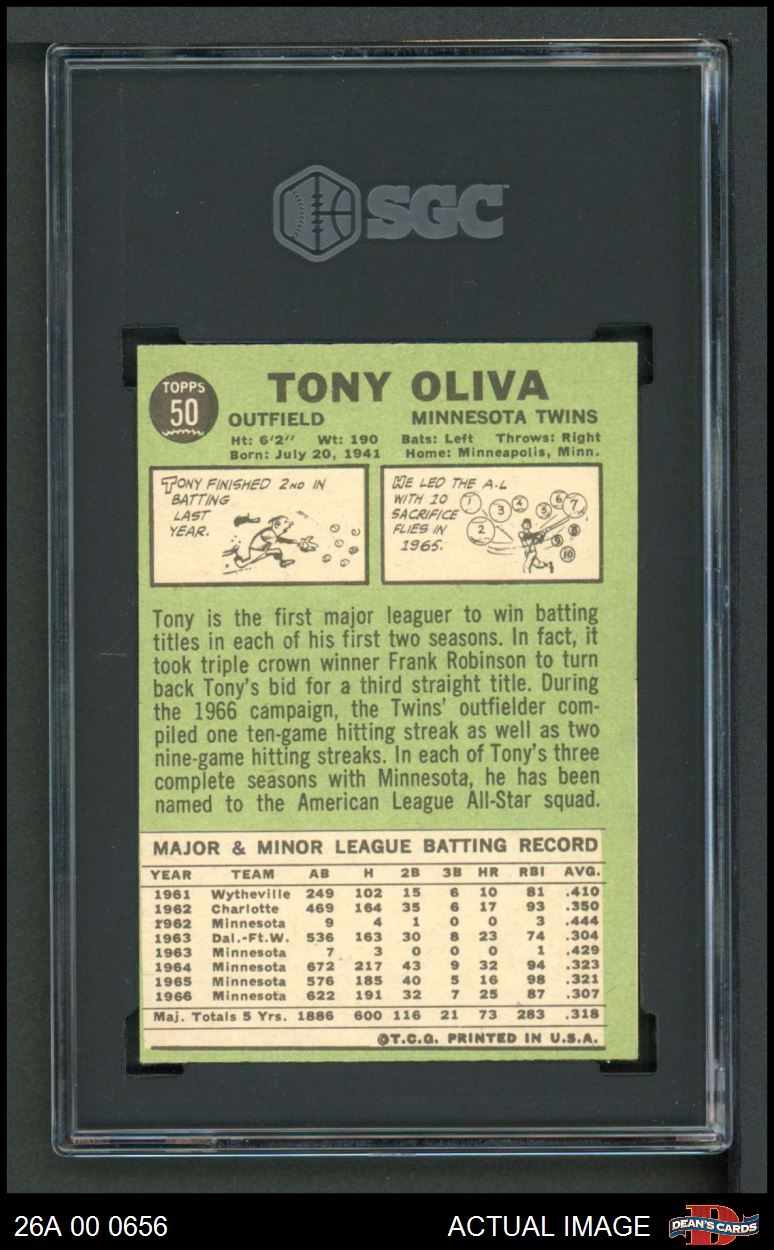 SGC
TOPPS
50
TONY OLIVA
OUTFIELD MINNESOTA TWINS
Ht: 6'2" Wt: 190 Bats: Left Throws: Right
Born: July 20, 1941 Home: Minneapolis, Minn.
TONY FINISHED 2ND IN
BATTING
LAST
YEAR.
HE LED THE A.L
WITH 10
SACRIFICE
FLIES IN
1965.
1 2 3 4 5 6 7 8 9 10
Tony is the first major leaguer to win batting
titles in each of his first two seasons. In fact, it
took triple crown winner Frank Robinson to turn
back Tony's bid for a third straight title. During
the 1966 campaign, the Twins' outfielder com-
piled one ten-game hitting streak as well as two
nine-game hitting streaks. In each of Tony's three
complete seasons with Minnesota, he has been
named to the American League All-Star squad.
MAJOR & MINOR LEAGUE BATTING RECORD
YEAR TEAM AB H 2B 3B HR RBI AVG.
1961 Wytheville 249 102 15 6 10 81 .410
1962 Charlotte 469 164 35 6 17 93 .350
1962 Minnesota 9 4 1 0 0 3 .444
1963 Dal.-Ft.W. 536 163 30 8 23 74 .304
1963 Minnesota 7 3 0 0 0 1 .429
1964 Minnesota 672 217 43 9 32 94 .323
1965 Minnesota 576 185 40 5 16 98 .321
1966 Minnesota 622 191 32 7 25 87 .307
Maj. Totals 5 Yrs. 1886 600 116 21 73 283 .318
©T.C.G. PRINTED IN U.S.A.
26A 00 0656 ACTUAL IMAGE DEAN'S CARDS